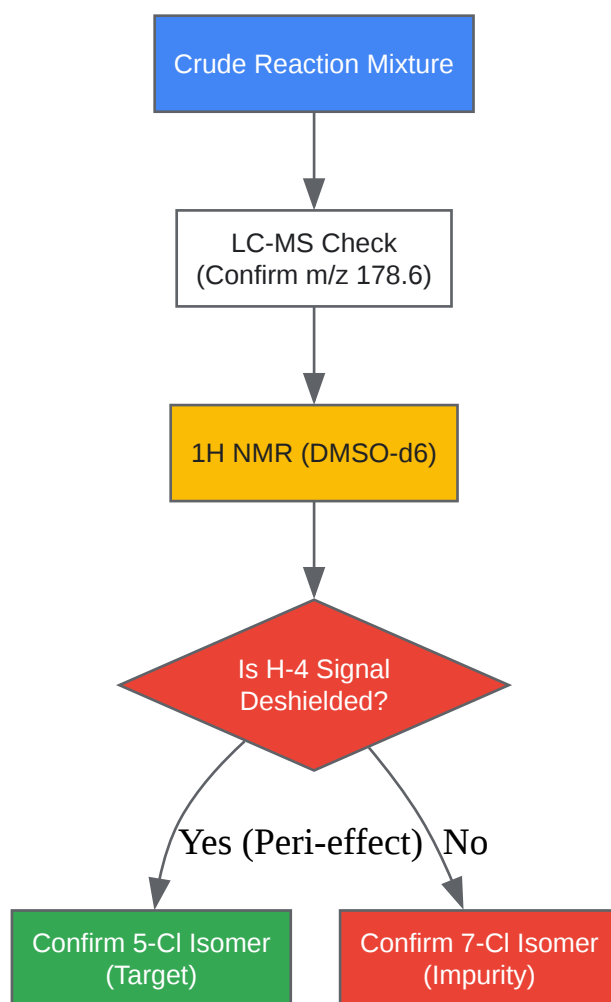 Crude Reaction Mixture
LC-MS Check
(Confirm m/z 178.6)
1H NMR (DMSO-d6)
Is H-4 Signal
Deshielded?
Yes (Peri-effect)
No
Confirm 5-Cl Isomer
(Target)
Confirm 7-Cl Isomer
(Impurity)